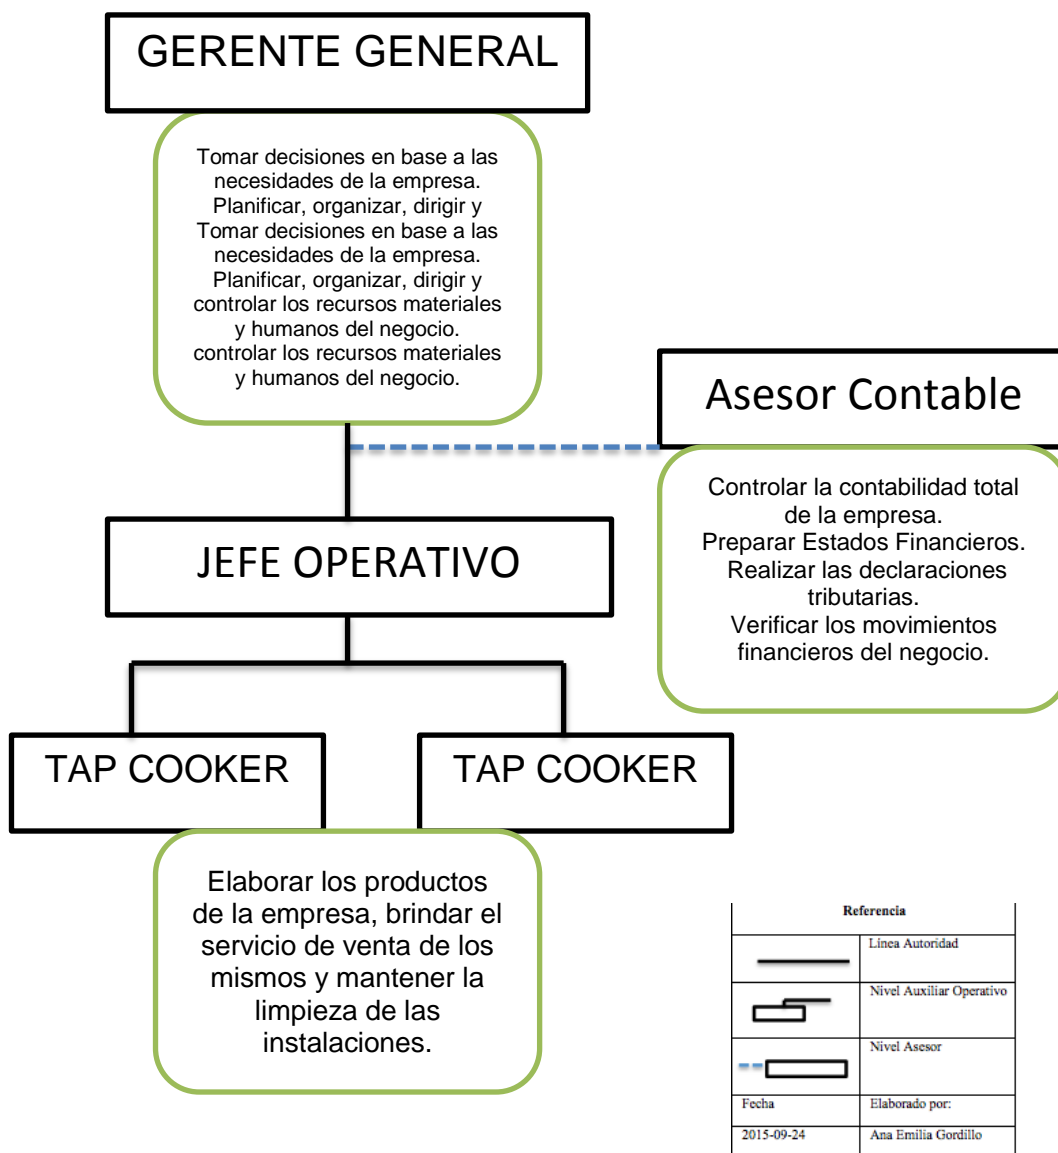 GERENTE GENERAL
Tomar decisiones en base a las
necesidades de la empresa.
Planificar, organizar, dirigir y
Tomar decisiones en base a las
necesidades de la empresa.
Planificar, organizar, dirigir y
controlar los recursos materiales
y humanos del negocio.
controlar los recursos materiales
y humanos del negocio.
Asesor Contable
Controlar la contabilidad total
de la empresa.
Preparar Estados Financieros.
Realizar las declaraciones
tributarias.
Verificar los movimientos
financieros del negocio.
JEFE OPERATIVO
TAP COOKER
TAP COOKER
Elaborar los productos
de la empresa, brindar el
servicio de venta de los
mismos y mantener la
limpieza de las
instalaciones.
Referencia
Línea Autoridad
Nivel Auxiliar Operativo
Nivel Asesor
Fecha
Elaborado por:
2015-09-24
Ana Emilia Gordillo